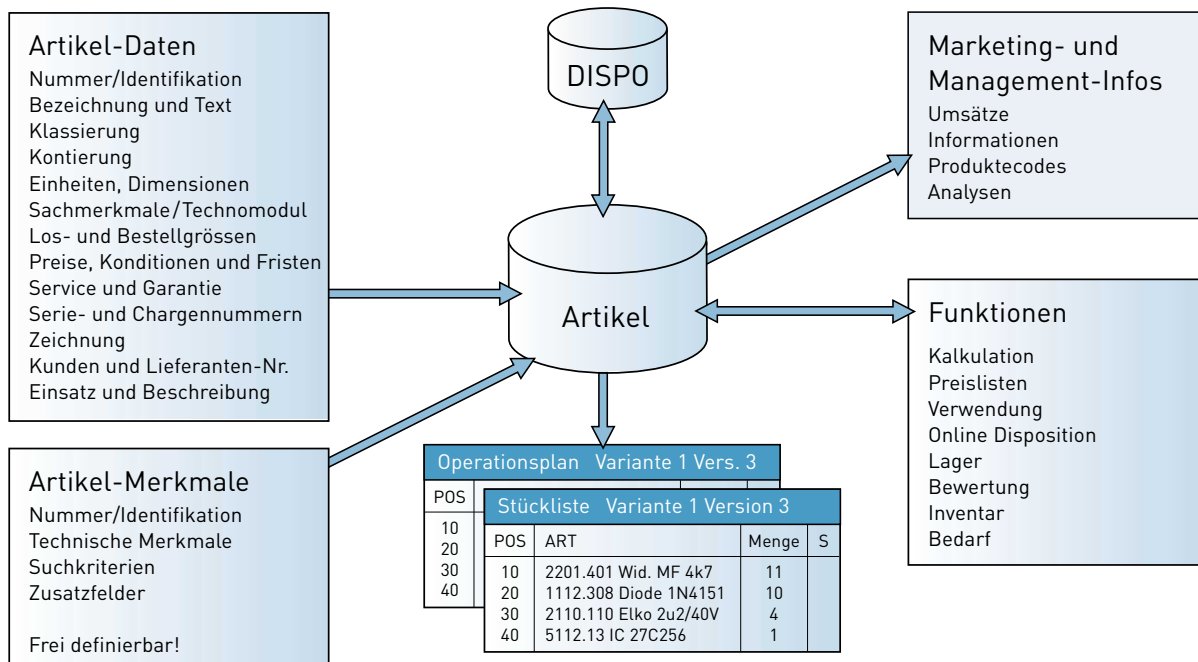 Artikel-Daten
Nummer/Identifikation
Bezeichnung und Text
Klassierung
Kontierung
Einheiten, Dimensionen
Sachmerkmale/Technomodul
Los- und Bestellgrössen
Preise, Konditionen und Fristen
Service und Garantie
Serie- und Chargennummern
Zeichnung
Kunden und Lieferanten-Nr.
Einsatz und Beschreibung
Artikel-Merkmale
Nummer/Identifikation
Technische Merkmale
Suchkriterien
Zusatzfelder
Frei definierbar!
DISPO
Artikel
Operationsplan Variante 1 Vers. 3
POS
10
20
30
40
Stückliste Variante 1 Version 3
POS ART Menge S
10 2201.401 Wid. MF 4k7 11
20 1112.308 Diode 1N4151 10
30 2110.110 Elko 2u2/40V 4
40 5112.13 IC 27C256 1
Marketing- und
Management-Infos
Umsätze
Informationen
Produktecodes
Analysen
Funktionen
Kalkulation
Preislisten
Verwendung
Online Disposition
Lager
Bewertung
Inventar
Bedarf